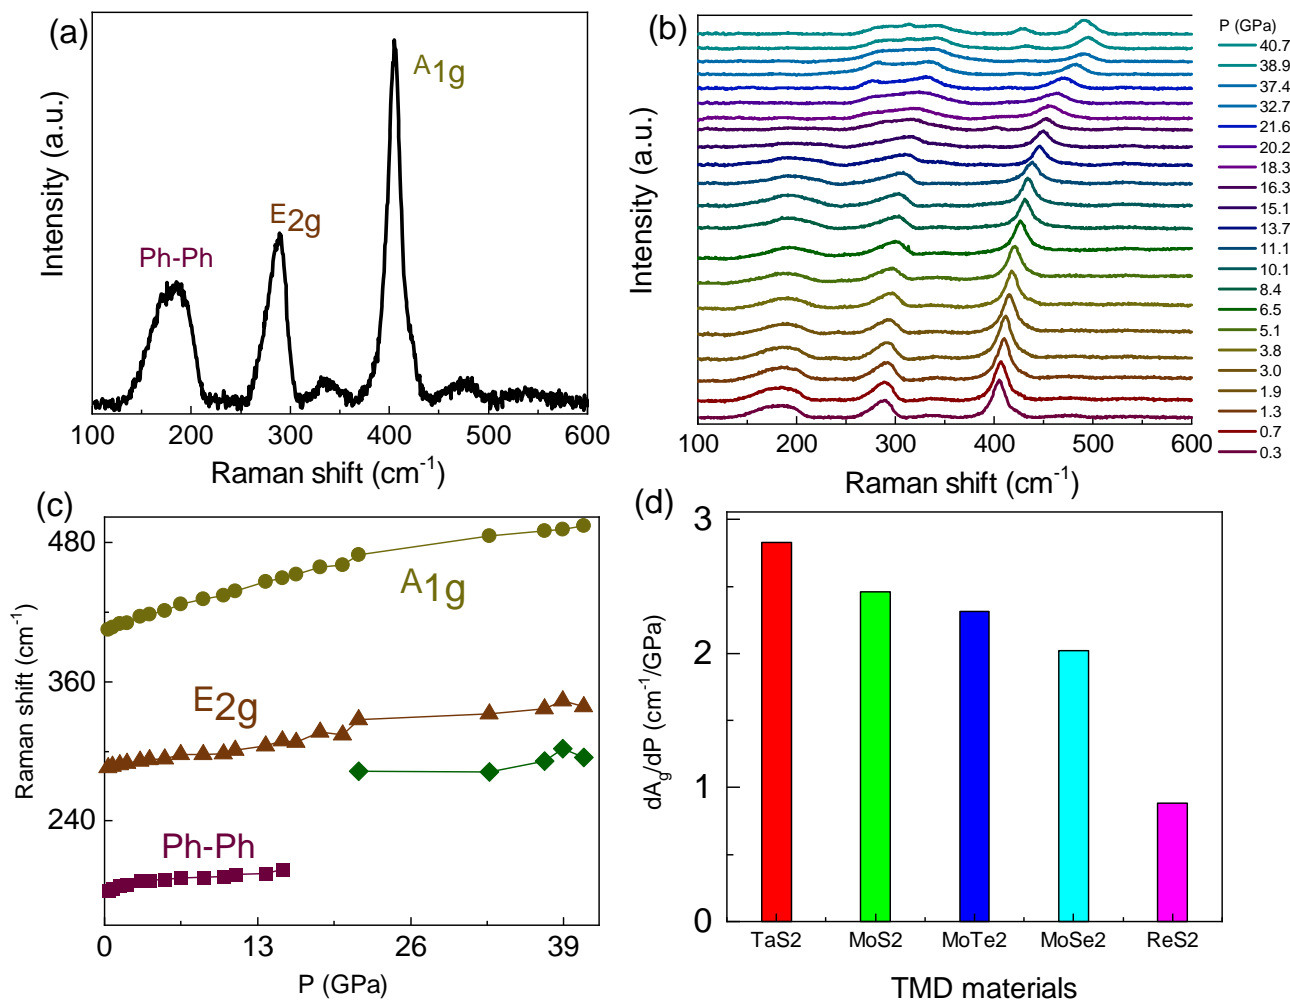 (a)
A1g
E2g
Ph-Ph
Intensity (a.u.)
100 200 300 400 500 600
Raman shift (cm-1)
(b)
Intensity (a.u.)
100 200 300 400 500 600
Raman shift (cm-1)
P (GPa)
40.7
38.9
37.4
32.7
21.6
20.2
18.3
16.3
15.1
13.7
11.1
10.1
8.4
6.5
5.1
3.8
3.0
1.9
1.3
0.7
0.3
(c)
480
360
240
Raman shift (cm-1)
A1g
E2g
Ph-Ph
0 13 26 39
P (GPa)
(d)
3
2
1
0
dAg/dP (cm-1/GPa)
TaS2 MoS2 MoTe2 MoSe2 ReS2
TMD materials